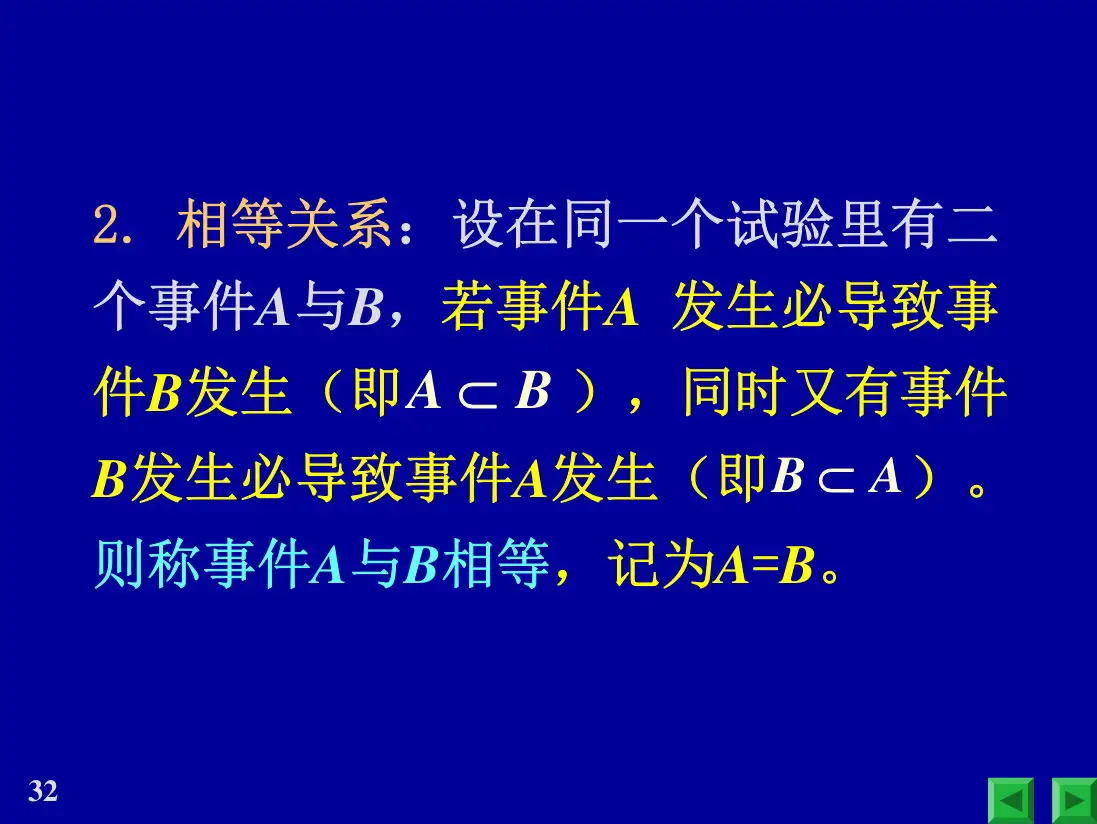 2. 相等关系：设在同一个试验里有二
个事件A与B，若事件A 发生必导致事
件B发生（即A ⊂ B ），同时又有事件
B发生必导致事件A发生（即B ⊂ A）。
则称事件A与B相等，记为A=B。
32